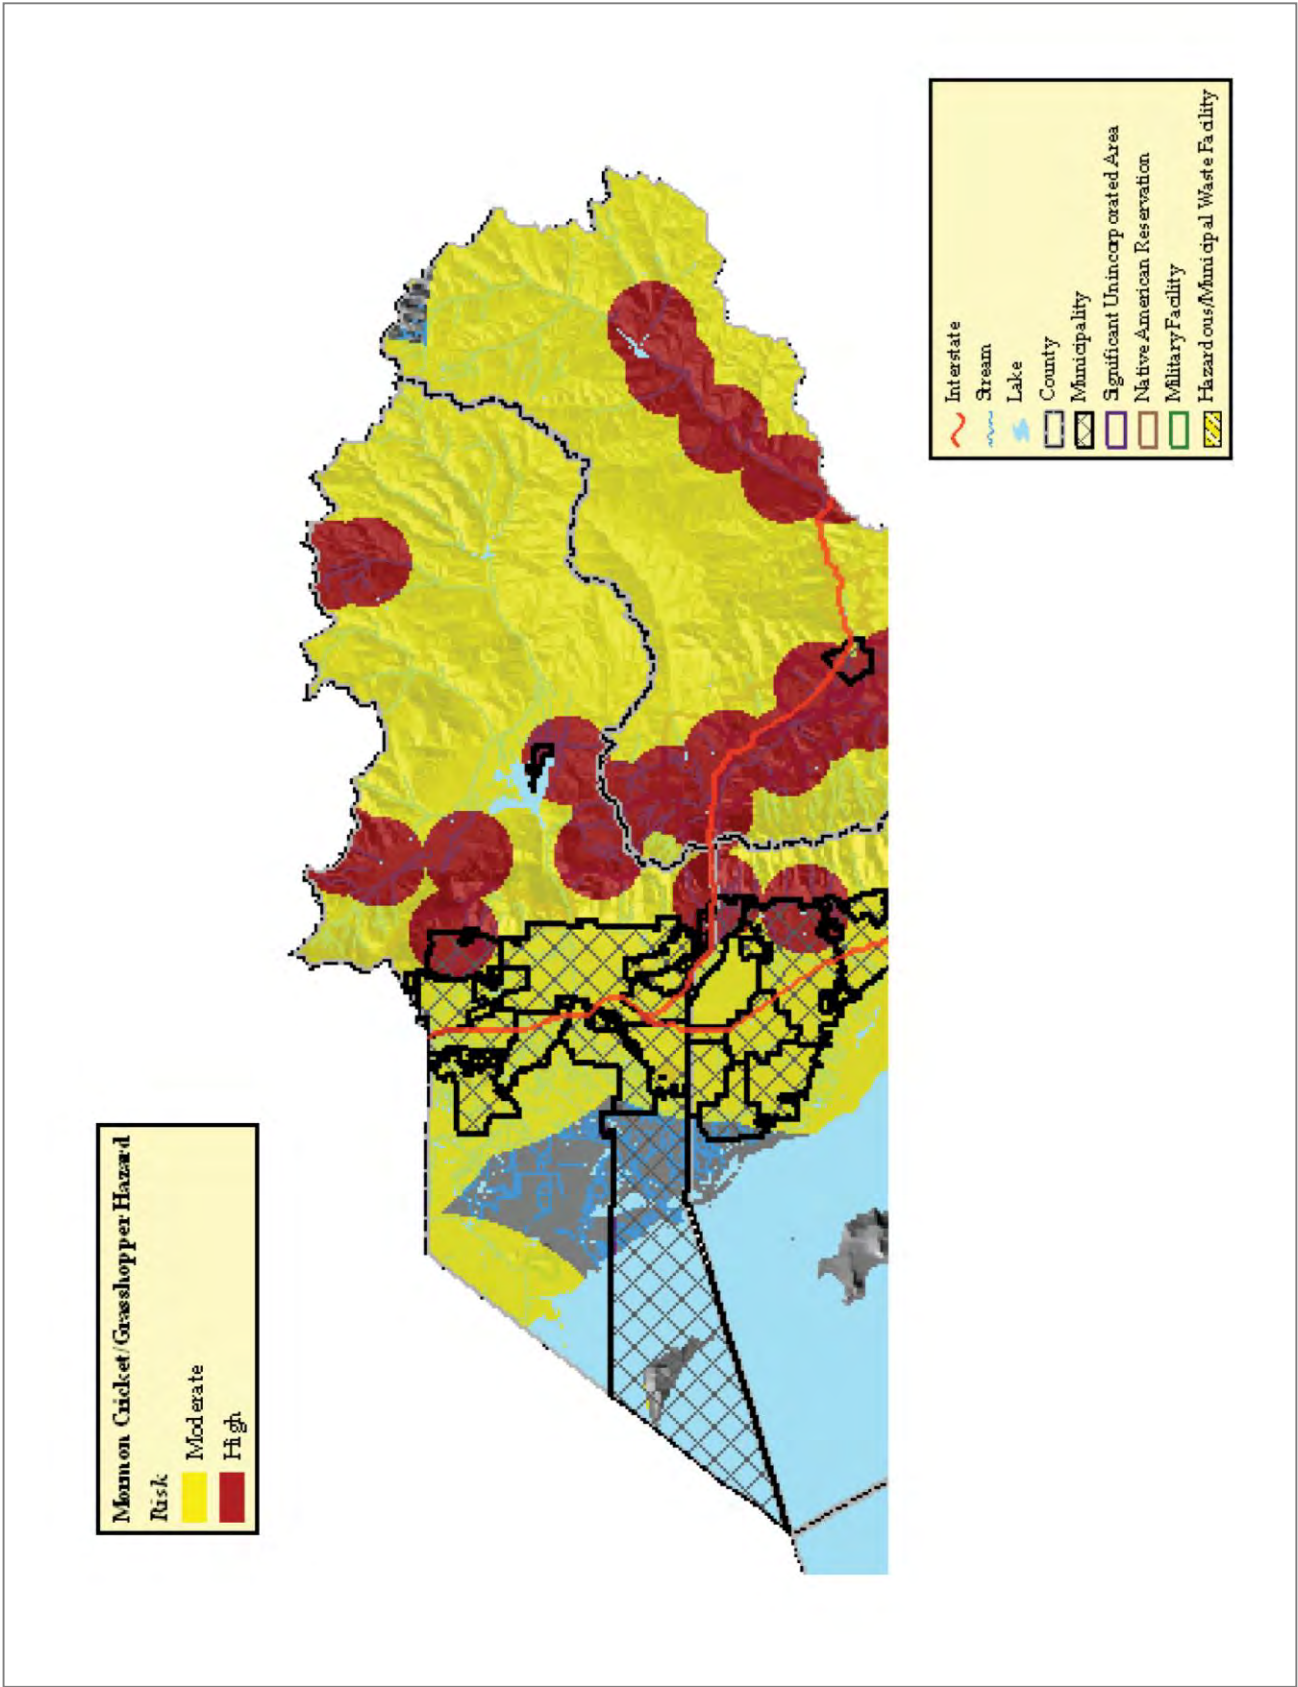 Mormon Cricket/Grasshopper Hazard
Risk
Moderate
High
Interstate
Stream
Lake
County
Municipality
Significant Unincorporated Area
Native American Reservation
Military Facility
Hazardous/Municipal Waste Facility